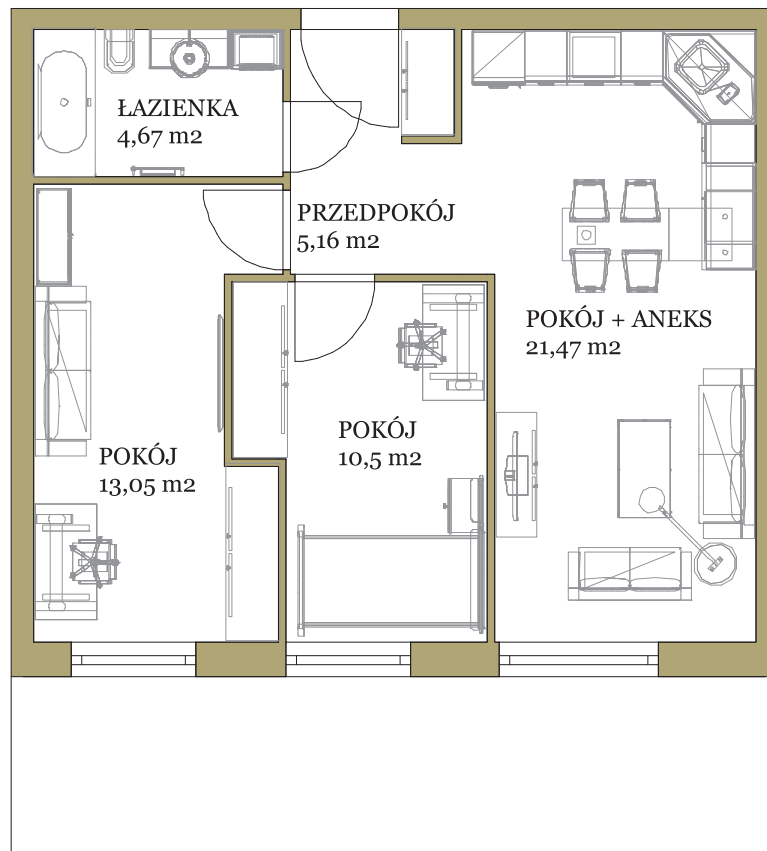 ŁAZIENKA
4,67 m2
PRZEDPOKÓJ
5,16 m2
POKÓJ + ANEKS
21,47 m2
POKÓJ
10,5 m2
POKÓJ
13,05 m2